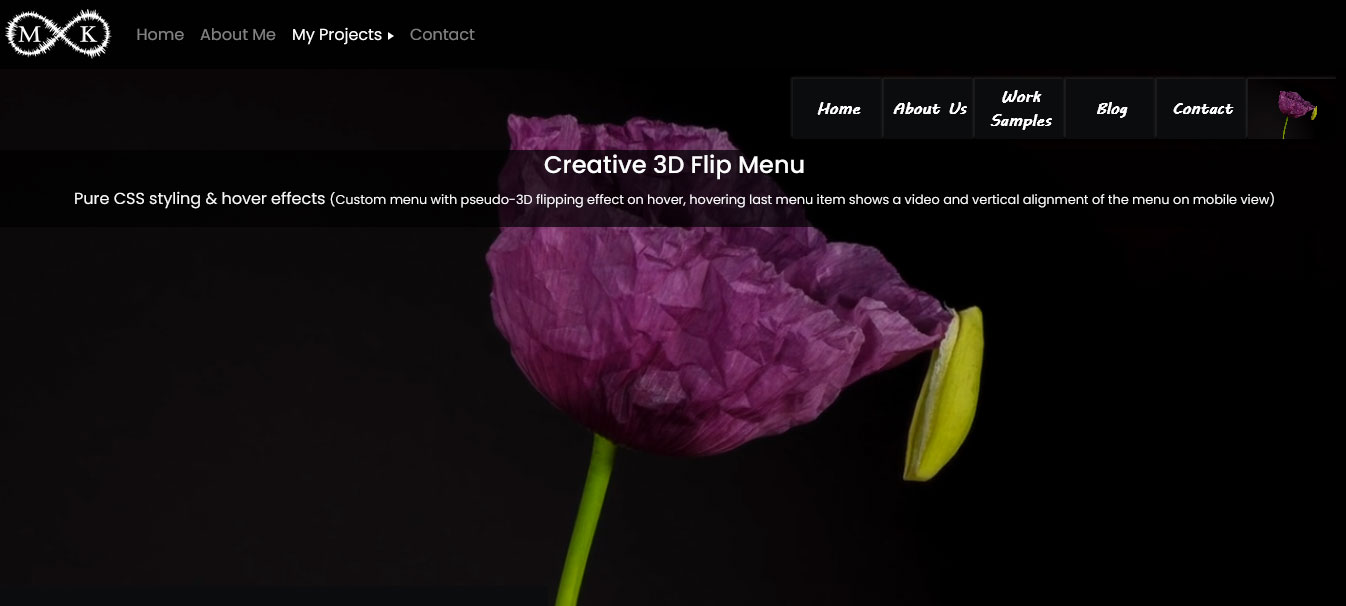 M K
Home About Me My Projects ▸ Contact
Home About Us Work Samples Blog Contact
Creative 3D Flip Menu
Pure CSS styling & hover effects (Custom menu with pseudo-3D flipping effect on hover, hovering last menu item shows a video and vertical alignment of the menu on mobile view)